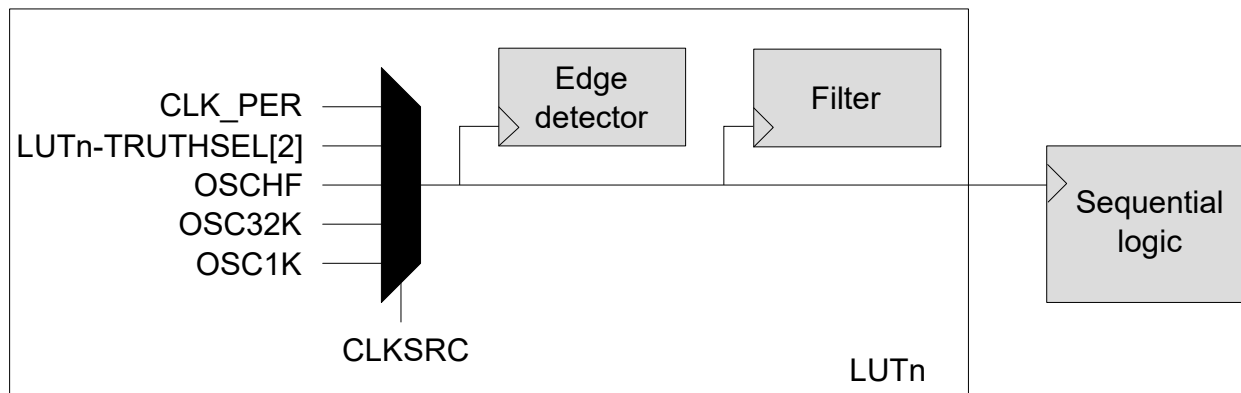 Edge
detector
Filter
CLK_PER
LUTn-TRUTHSEL[2]
OSCHF
OSC32K
OSC1K
Sequential
logic
CLKSRC
LUTn